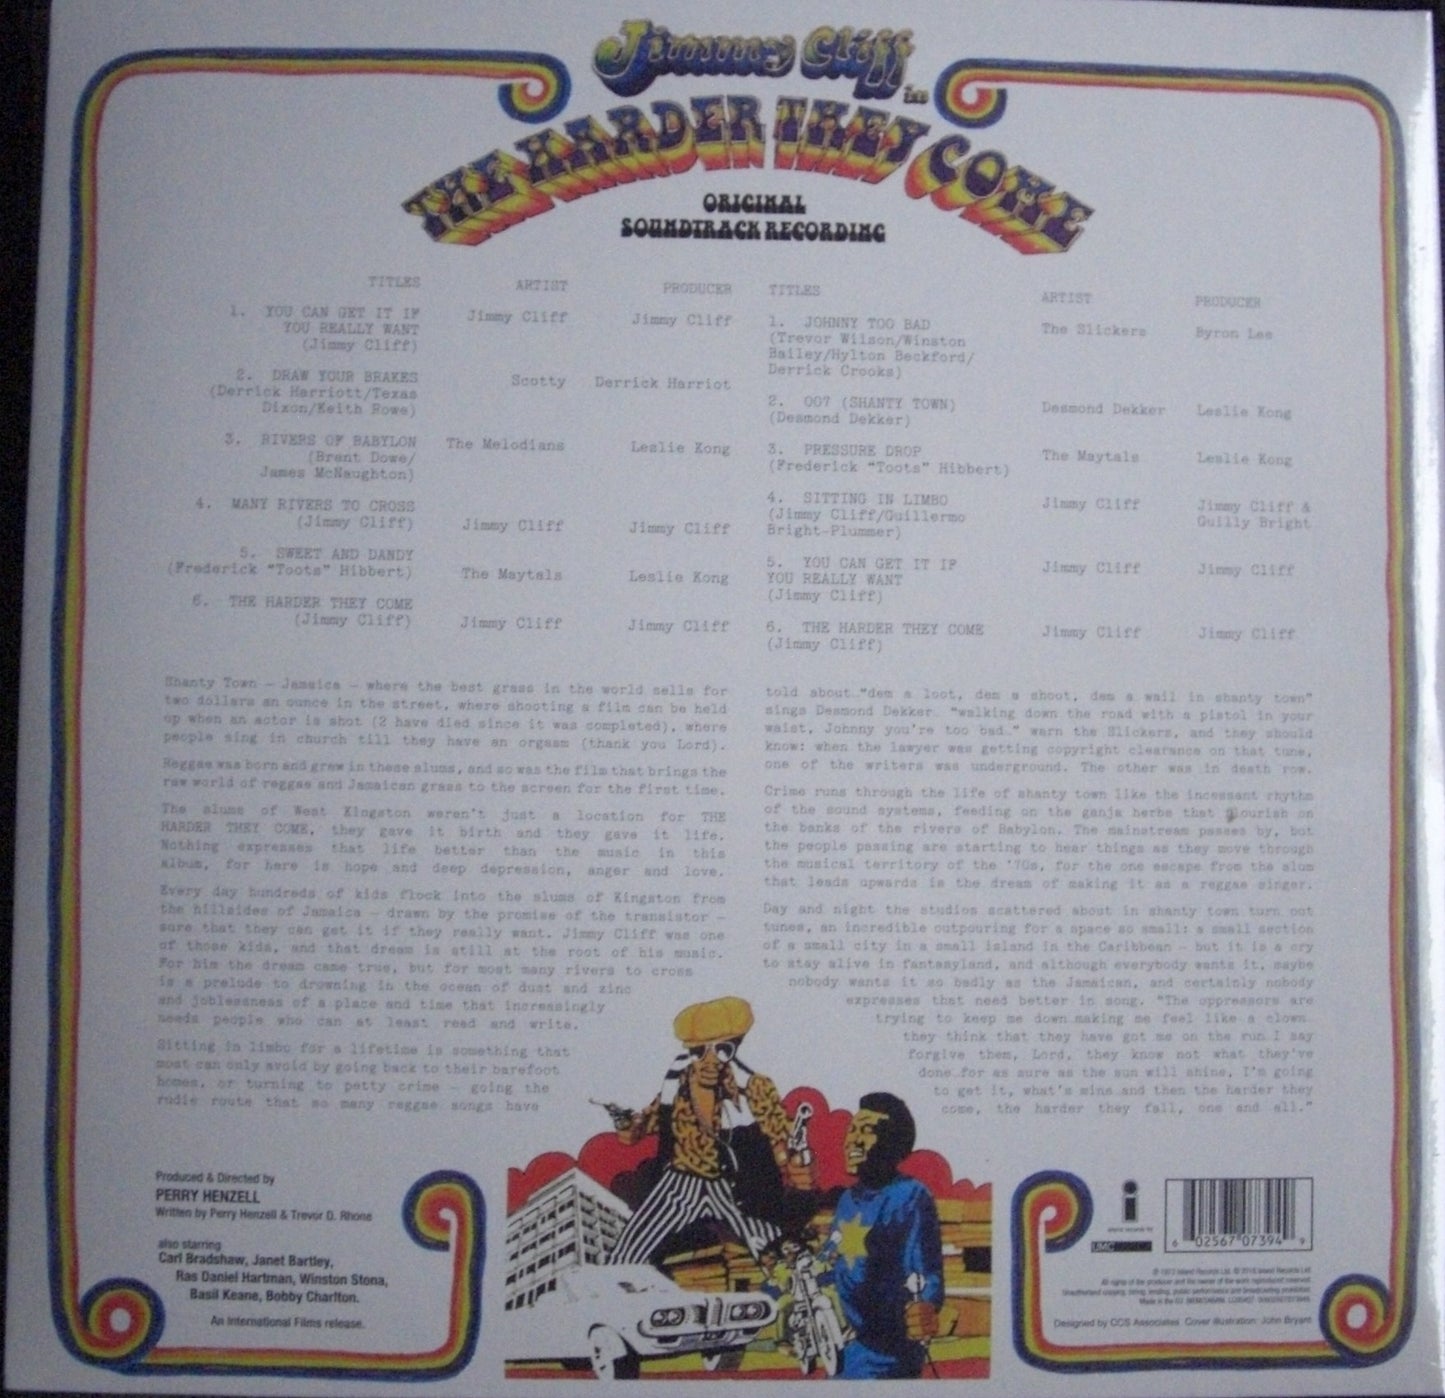 Jimmy Cliff
in
THE HARDER THEY COME
ORIGINAL
SOUNDTRACK RECORDING
TITLES ARTIST PRODUCER
1. YOU CAN GET IT IF Jimmy Cliff Jimmy Cliff
YOU REALLY WANT
(Jimmy Cliff)
2. DRAW YOUR BRAKES Scotty Derrick Harriot
(Derrick Harriott/Texas
Dixon/Keith Rowe)
3. RIVERS OF BABYLON The Melodians Leslie Kong
(Brent Dowe/
James McNaughton)
4. MANY RIVERS TO CROSS
(Jimmy Cliff) Jimmy Cliff Jimmy Cliff
5. SWEET AND DANDY
(Frederick "Toots" Hibbert) The Maytals Leslie Kong
6. THE HARDER THEY COME
(Jimmy Cliff) Jimmy Cliff Jimmy Cliff
TITLES ARTIST PRODUCER
1. JOHNNY TOO BAD The Slickers Byron Lee
(Trevor Wilson/Winston
Bailey/Hylton Beckford/
Derrick Crooks)
2. 007 (SHANTY TOWN) Desmond Dekker Leslie Kong
(Desmond Dekker)
3. PRESSURE DROP The Maytals Leslie Kong
(Frederick "Toots" Hibbert)
4. SITTING IN LIMBO Jimmy Cliff Jimmy Cliff &
(Jimmy Cliff/Guillermo Guilly Bright
Bright-Plummer)
5. YOU CAN GET IT IF Jimmy Cliff Jimmy Cliff
YOU REALLY WANT
(Jimmy Cliff)
6. THE HARDER THEY COME Jimmy Cliff Jimmy Cliff
(Jimmy Cliff)
Shanty Town – Jamaica – where the best grass in the world sells for
two dollars an ounce in the street, where shooting a film can be held
up when an actor is shot (2 have died since it was completed), where
people sing in church till they have an orgasm (thank you Lord).
Reggae was born and grew in these slums, and so was the film that brings the
raw world of reggae and Jamaican grass to the screen for the first time.
The slums of West Kingston weren't just a location for THE
HARDER THEY COME, they gave it birth and they gave it life.
Nothing expresses that life better than the music in this
album, for here is hope and deep depression, anger and love.
Every day hundreds of kids flock into the slums of Kingston from
the hillsides of Jamaica – drawn by the promise of the transistor –
sure that they can get it if they really want. Jimmy Cliff was one
of those kids, and that dream is still at the root of his music.
For him the dream came true, but for most many rivers to cross
is a prelude to drowning in the ocean of dust and zinc
and joblessness of a place and time that increasingly
needs people who can at least read and write.
Sitting in limbo for a lifetime is something that
most can only avoid by going back to their barefoot
homes, or turning to petty crime – going the
rudie route that so many reggae songs have
told about "dem a loot, dem a shoot, dem a wail in shanty town"
sings Desmond Dekker "walking down the road with a pistol in your
waist, Johnny you're too bad…" warn the Slickers, and they should
know: when the lawyer was getting copyright clearance on that tune,
one of the writers was underground. The other was in death row.
Crime runs through the life of shanty town like the incessant rhythm
of the sound systems, feeding on the ganja herbs that flourish on
the banks of the rivers of Babylon. The mainstream passes by, but
the people passing are starting to hear things as they move through
the musical territory of the '70s, for the one escape from the slum
that leads upwards is the dream of making it as a reggae singer.
Day and night the studios scattered about in shanty town turn out
tunes, an incredible outpouring for a space so small: a small section
of a small city in a small island in the Caribbean – but it is a cry
to stay alive in fantasyland, and although everybody wants it, maybe
nobody wants it so badly as the Jamaican, and certainly nobody
expresses that need better in song. "The oppressors are
trying to keep me down…making me feel like a clown…
they think that they have got me on the run…I say
forgive them, Lord, they know not what they've
done…for as sure as the sun will shine, I'm going
to get it, what's mine…and then the harder they
come, the harder they fall, one and all."
Produced & Directed by
PERRY HENZELL
Written by Perry Henzell & Trevor D. Rhone
also starring
Carl Bradshaw, Janet Bartley,
Ras Daniel Hartman, Winston Stona,
Basil Keane, Bobby Charlton.
An International Films release.
UMC
6 02567 07394 9
Designed by CCS Associates Cover illustration: John Bryant